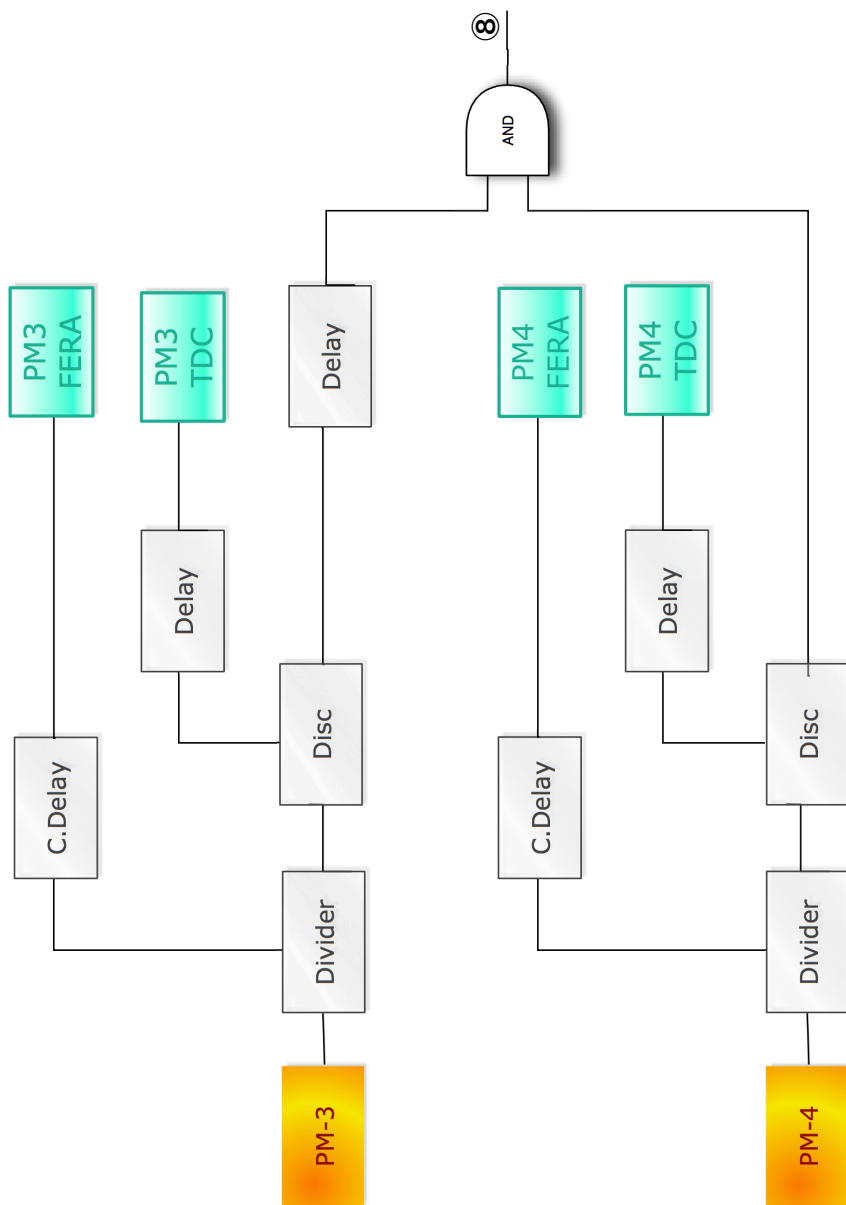 C.Delay
PM3
FERA
Delay
PM3
TDC
PM-3
Divider
Disc
Delay
⑧
AND
C.Delay
PM4
FERA
Delay
PM4
TDC
PM-4
Divider
Disc